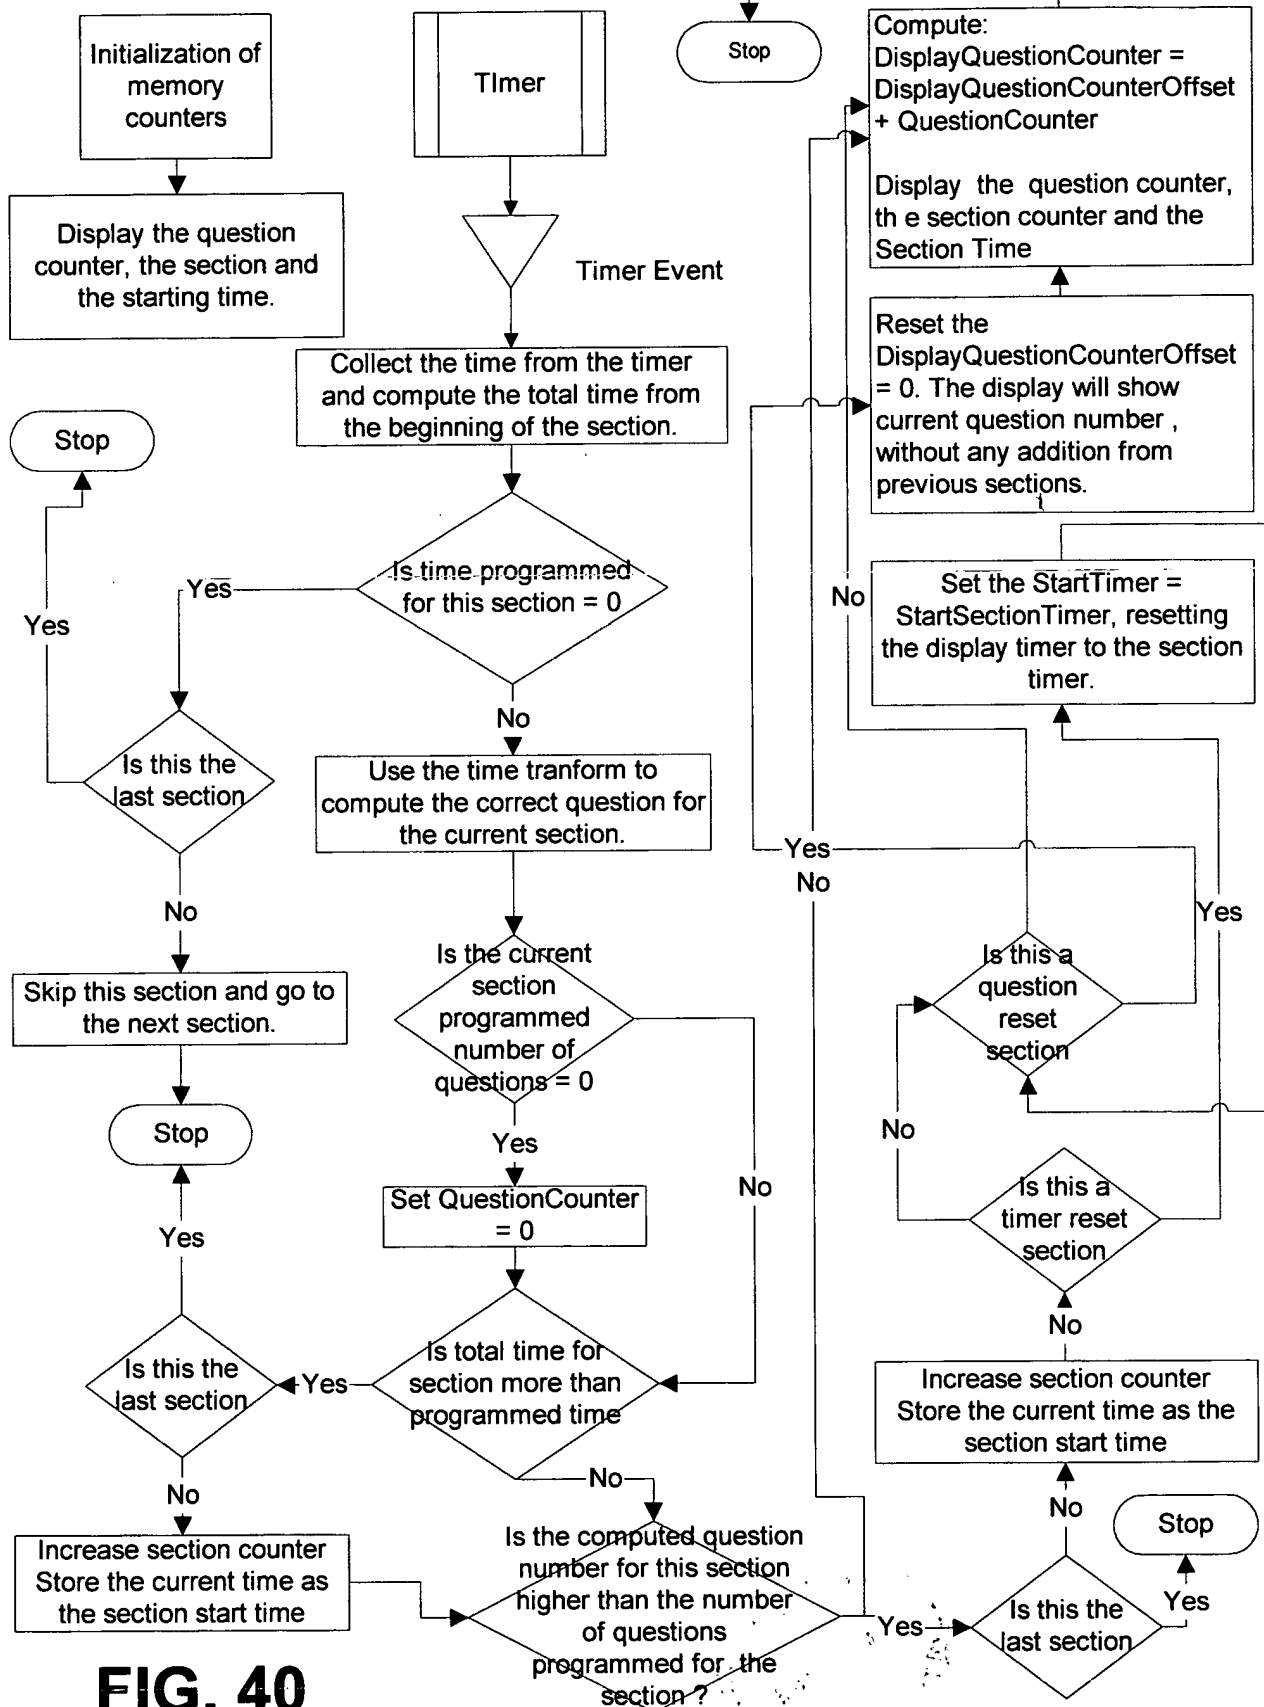 Initialization of
memory
counters
Display the question
counter, the section and
the starting time.
TImer
Timer Event
Stop
Compute:
DisplayQuestionCounter =
DisplayQuestionCounterOffset
+ QuestionCounter
Display the question counter,
th e section counter and the
Section Time
Reset the
DisplayQuestionCounterOffset
= 0. The display will show
current question number ,
without any addition from
previous sections.
Set the StartTimer =
StartSectionTimer, resetting
the display timer to the section
timer.
Collect the time from the timer
and compute the total time from
the beginning of the section.
Stop
Is time programmed
for this section = 0
Yes
Yes
No
No
Is this the
last section
Use the time tranform to
compute the correct question for
the current section.
Yes
No
No
Yes
Skip this section and go to
the next section.
Is the current
section
programmed
number of
questions = 0
Is this a
question
reset
section
Stop
Yes
No
No
Set QuestionCounter
= 0
Is this a
timer reset
section
Yes
No
Is this the
last section
Yes
Is total time for
section more than
programmed time
Increase section counter
Store the current time as the
section start time
No
No
No
Stop
Increase section counter
Store the current time as
the section start time
Is the computed question
number for this section
higher than the number
of questions
programmed for the
section ?
Yes
Is this the
last section
Yes
FIG. 40